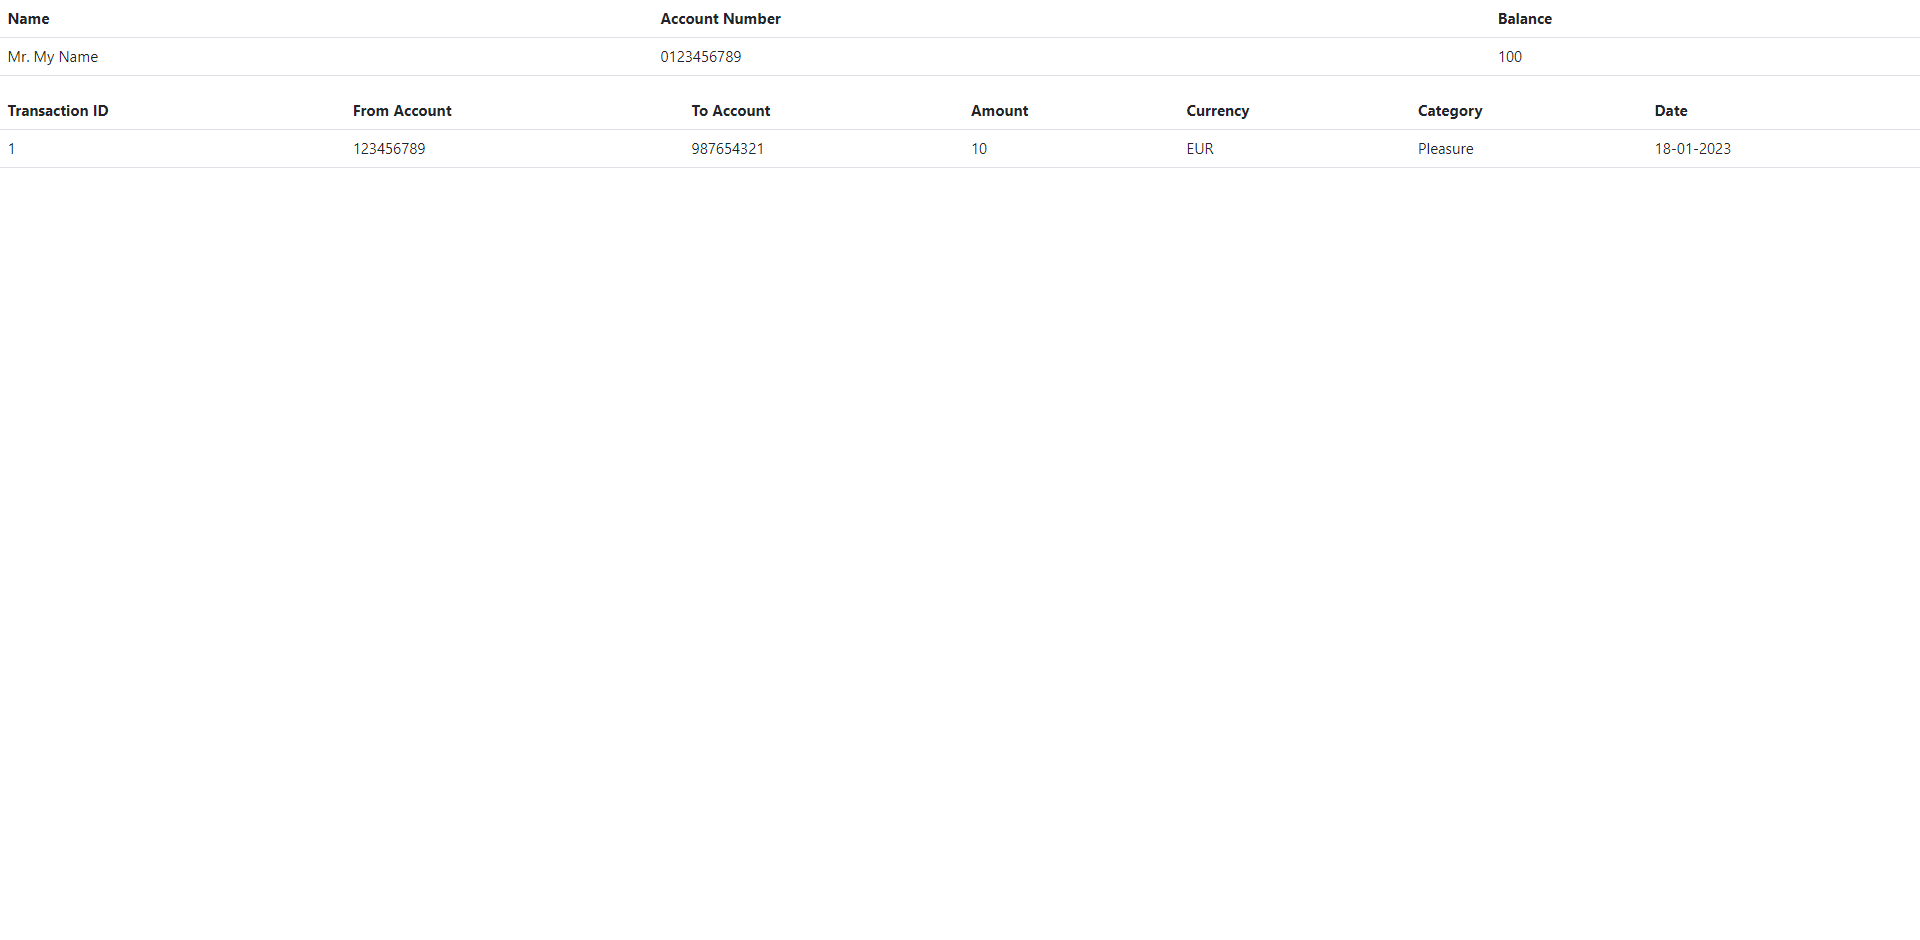 Name Account Number Balance
Mr. My Name 0123456789 100
Transaction ID From Account To Account Amount Currency Category Date
1 123456789 987654321 10 EUR Pleasure 18-01-2023